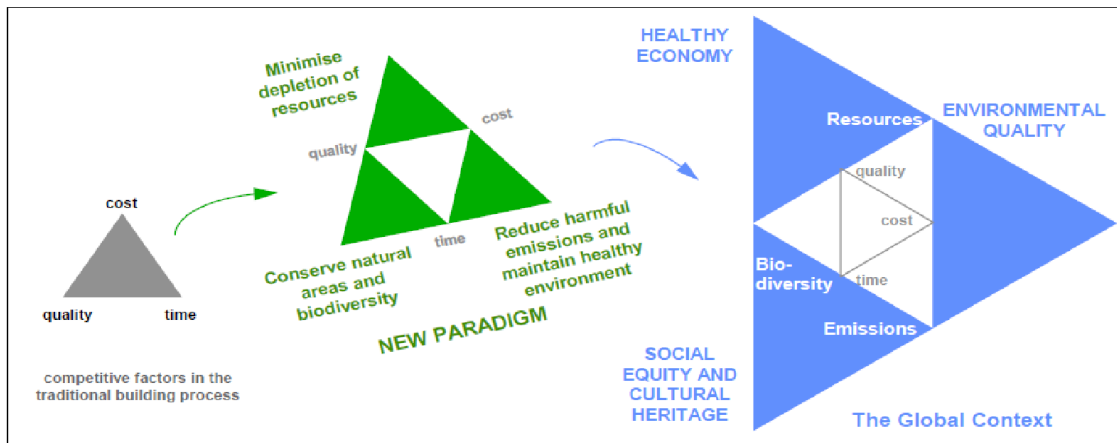 cost
quality
time
competitive factors in the
traditional building process
Minimise
depletion of
resources
cost
quality
time
Conserve natural
areas and
biodiversity
Reduce harmful
emissions and
maintain healthy
environment
NEW PARADIGM
HEALTHY
ECONOMY
ENVIRONMENTAL
QUALITY
Resources
quality
cost
time
Bio-
diversity
Emissions
SOCIAL
EQUITY AND
CULTURAL
HERITAGE
The Global Context